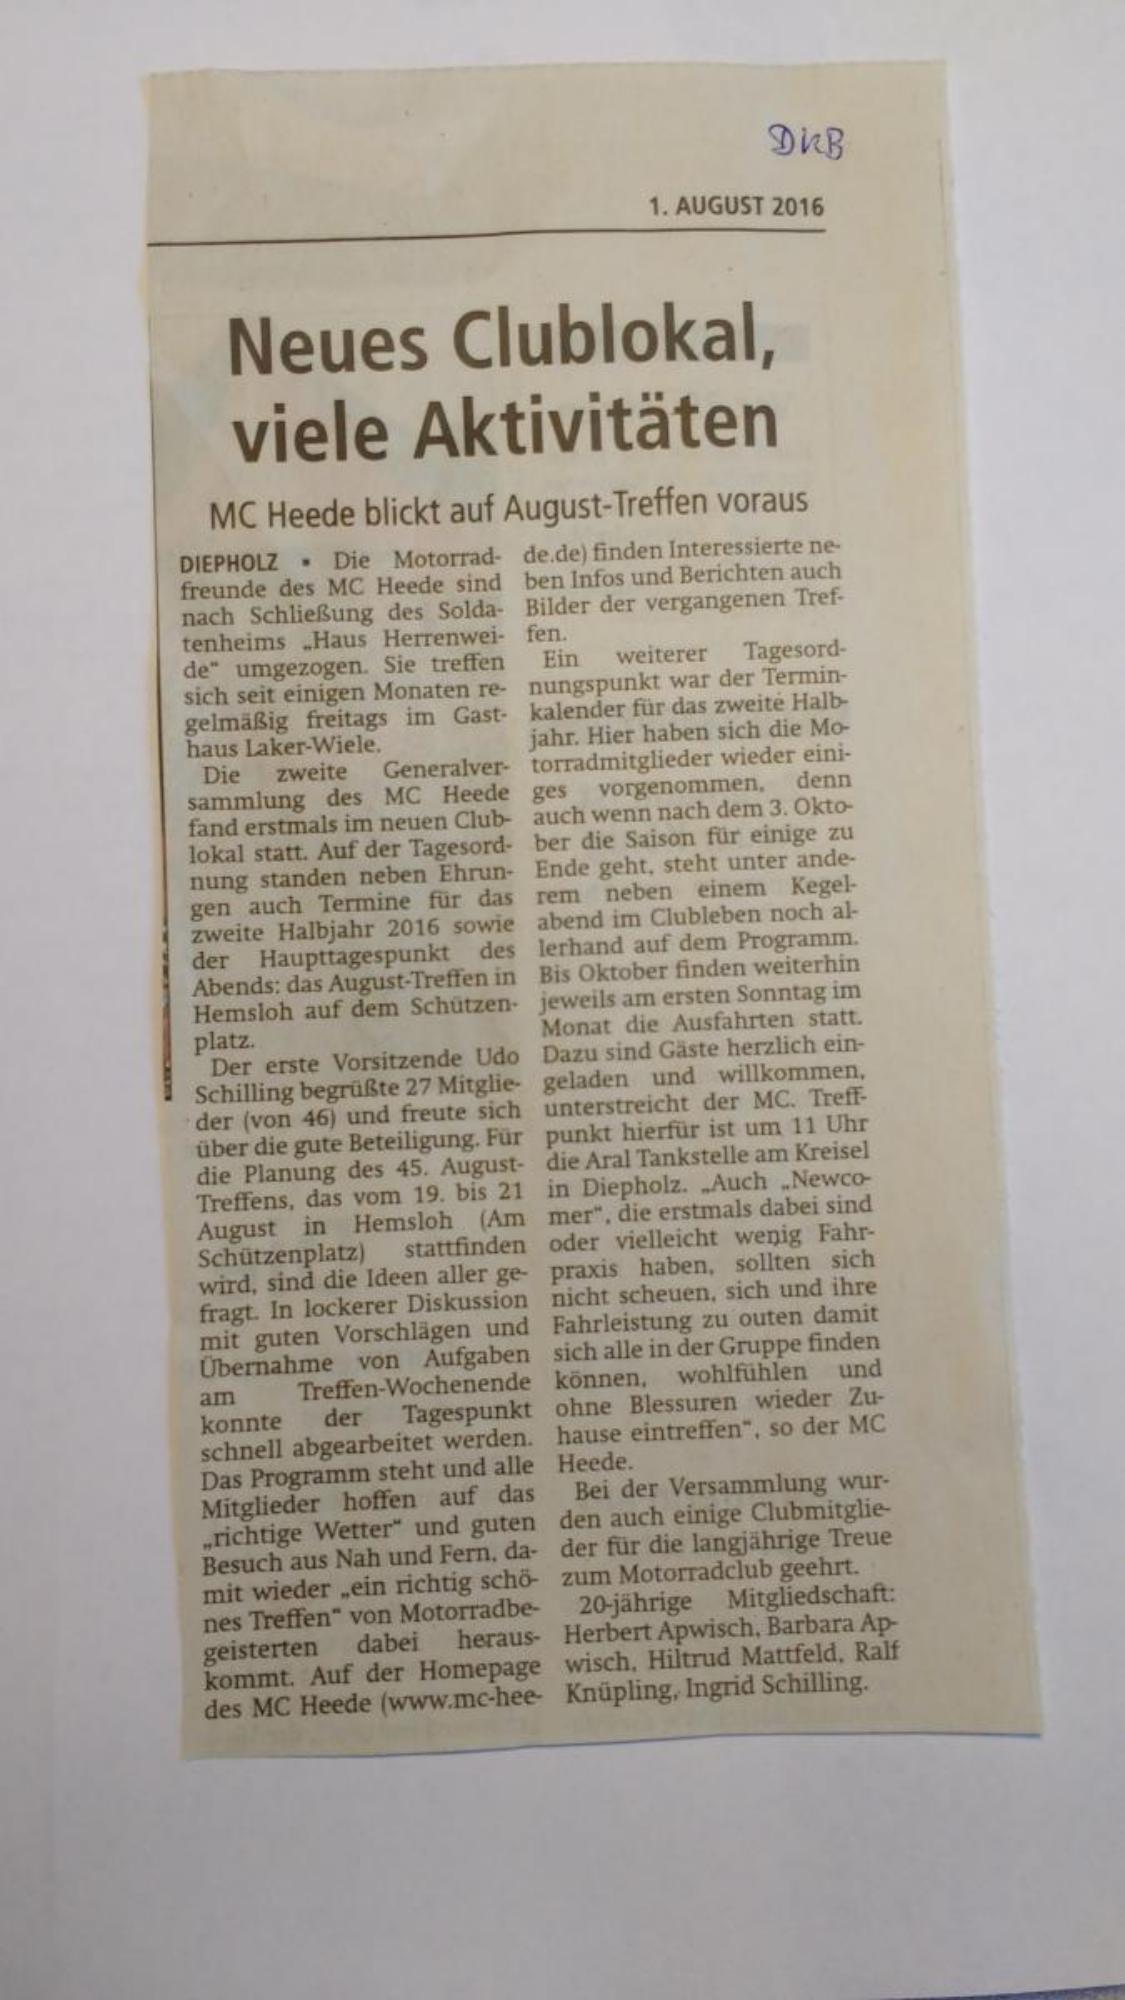 DKB
1. AUGUST 2016
Neues Clublokal,
viele Aktivitäten
MC Heede blickt auf August-Treffen voraus
DIEPHOLZ ▪ Die Motorrad-
freunde des MC Heede sind
nach Schließung des Solda-
tenheims „Haus Herrenwei-
de“ umgezogen. Sie treffen
sich seit einigen Monaten re-
gelmäßig freitags im Gast-
haus Laker-Wiele.
Die zweite Generalver-
sammlung des MC Heede
fand erstmals im neuen Club-
lokal statt. Auf der Tagesord-
nung standen neben Ehrun-
gen auch Termine für das
zweite Halbjahr 2016 sowie
der Haupttagespunkt des
Abends: das August-Treffen in
Hemsloh auf dem Schützen-
platz.
Der erste Vorsitzende Udo
Schilling begrüßte 27 Mitglie-
der (von 46) und freute sich
über die gute Beteiligung. Für
die Planung des 45. August-
Treffens, das vom 19. bis 21
August in Hemsloh (Am
Schützenplatz) stattfinden
wird, sind die Ideen aller ge-
fragt. In lockerer Diskussion
mit guten Vorschlägen und
Übernahme von Aufgaben
am Treffen-Wochenende
konnte der Tagespunkt
schnell abgearbeitet werden.
Das Programm steht und alle
Mitglieder hoffen auf das
„richtige Wetter“ und guten
Besuch aus Nah und Fern, da-
mit wieder „ein richtig schö-
nes Treffen“ von Motorradbe-
geisterten dabei heraus-
kommt. Auf der Homepage
des MC Heede (www.mc-hee-
de.de) finden Interessierte ne-
ben Infos und Berichten auch
Bilder der vergangenen Tref-
fen.
Ein weiterer Tagesord-
nungspunkt war der Termin-
kalender für das zweite Halb-
jahr. Hier haben sich die Mo-
torradmitglieder wieder eini-
ges vorgenommen, denn
auch wenn nach dem 3. Okto-
ber die Saison für einige zu
Ende geht, steht unter ande-
rem neben einem Kegel-
abend im Clubleben noch al-
lerhand auf dem Programm.
Bis Oktober finden weiterhin
jeweils am ersten Sonntag im
Monat die Ausfahrten statt.
Dazu sind Gäste herzlich ein-
geladen und willkommen,
unterstreicht der MC. Treff-
punkt hierfür ist um 11 Uhr
die Aral Tankstelle am Kreisel
in Diepholz. „Auch „Newco-
mer“, die erstmals dabei sind
oder vielleicht wenig Fahr-
praxis haben, sollten sich
nicht scheuen, sich und ihre
Fahrleistung zu outen damit
sich alle in der Gruppe finden
können, wohlfühlen und
ohne Blessuren wieder Zu-
hause eintreffen“, so der MC
Heede.
Bei der Versammlung wur-
den auch einige Clubmitglie-
der für die langjährige Treue
zum Motorradclub geehrt.
20-jährige Mitgliedschaft:
Herbert Apwisch, Barbara Ap-
wisch, Hiltrud Mattfeld, Ralf
Knüpling, Ingrid Schilling.